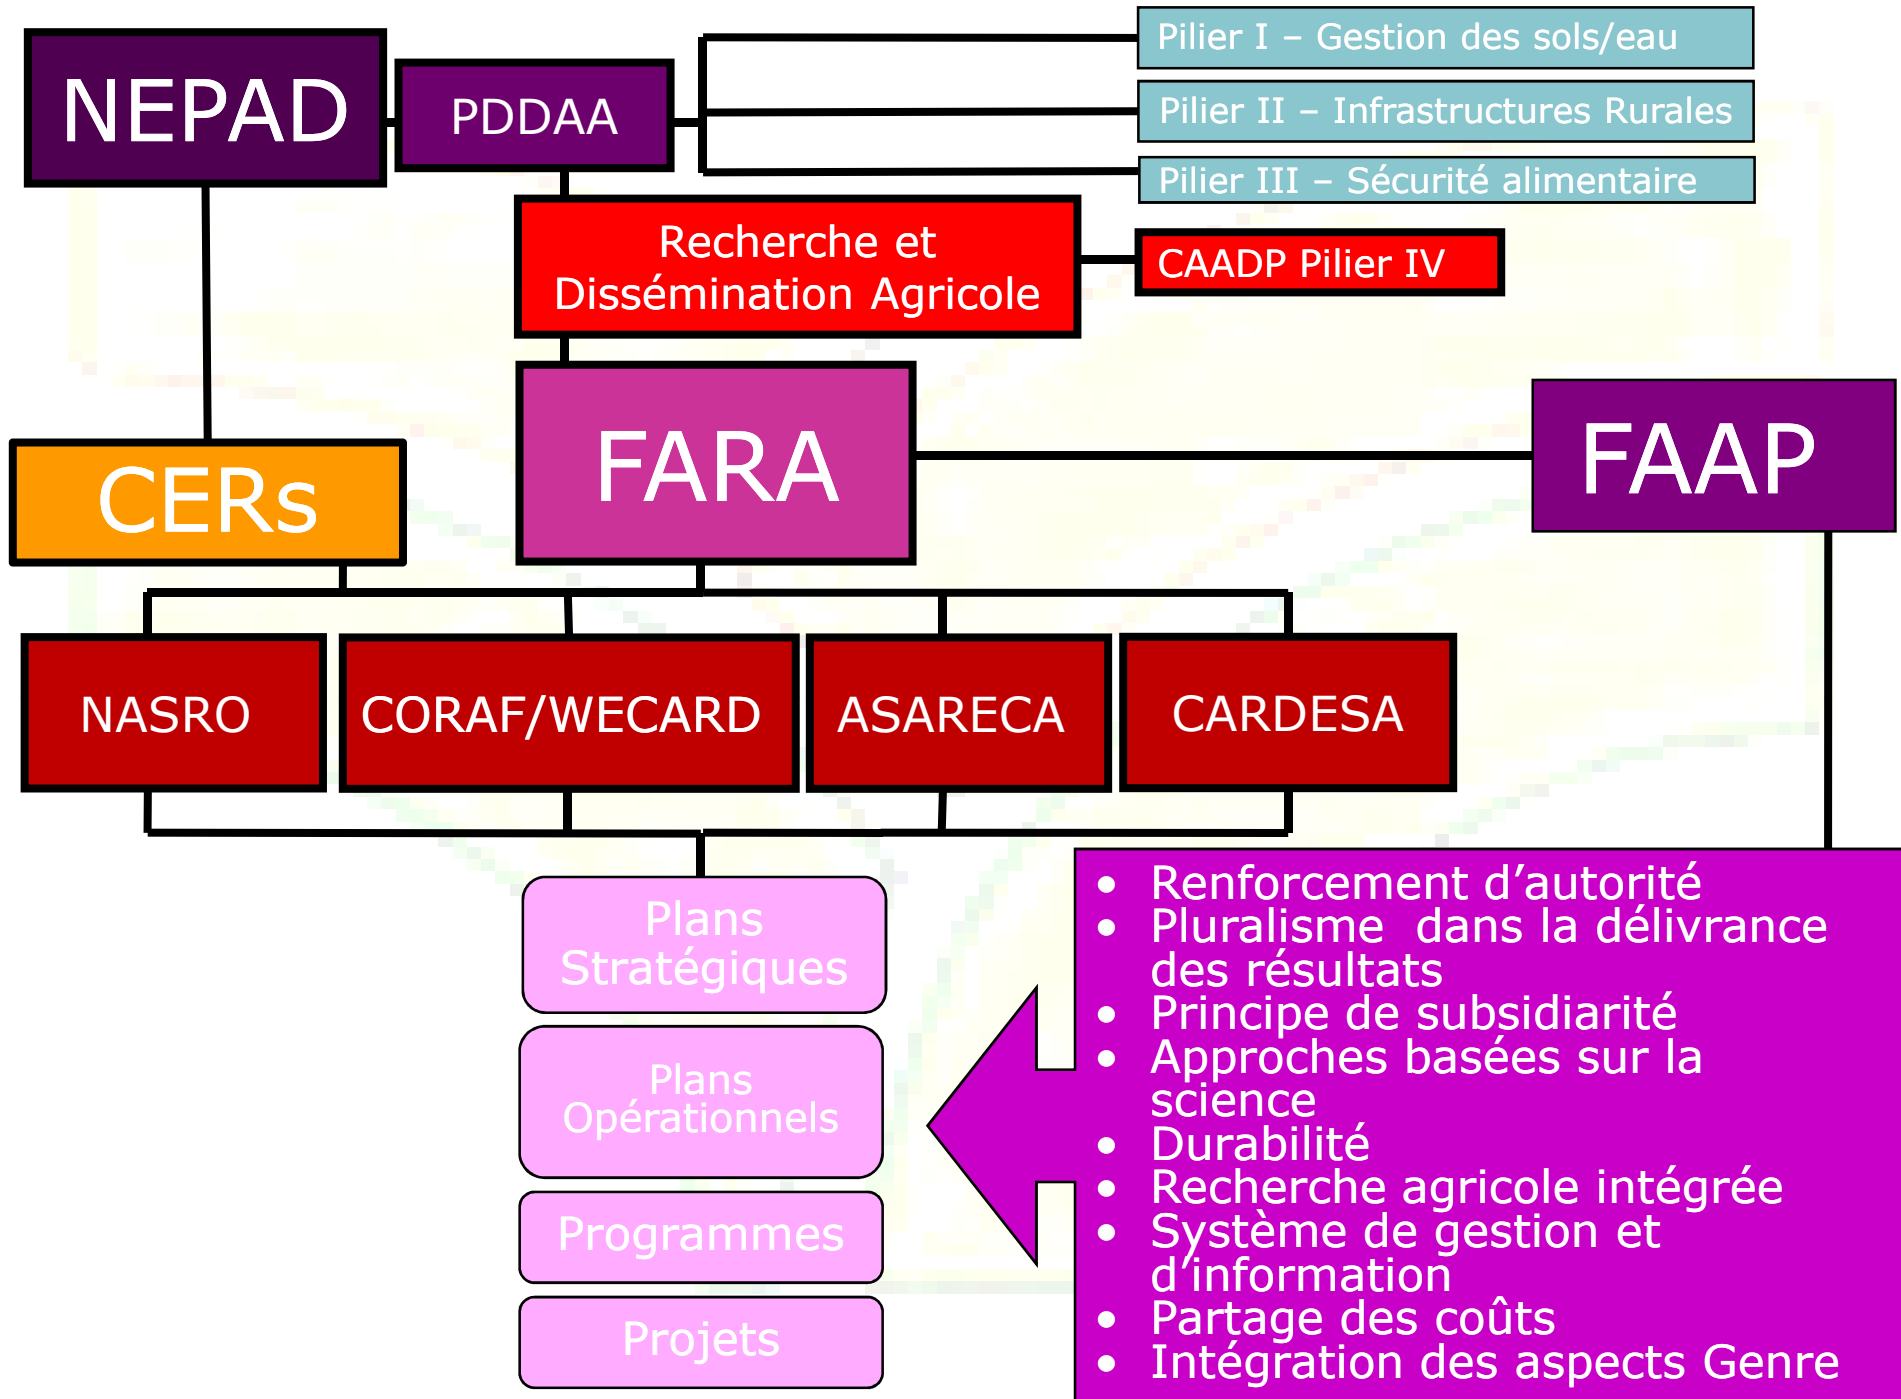 NEPAD
PDDAA
Pilier I – Gestion des sols/eau
Pilier II – Infrastructures Rurales
Pilier III – Sécurité alimentaire
Recherche et
Dissémination Agricole
CAADP Pilier IV
CERs
FARA
FAAP
NASRO
CORAF/WECARD
ASARECA
CARDESA
Plans
Stratégiques
Plans
Opérationnels
Programmes
Projets
• Renforcement d’autorité
• Pluralisme dans la délivrance
des résultats
• Principe de subsidiarité
• Approches basées sur la
science
• Durabilité
• Recherche agricole intégrée
• Système de gestion et
d’information
• Partage des coûts
• Intégration des aspects Genre